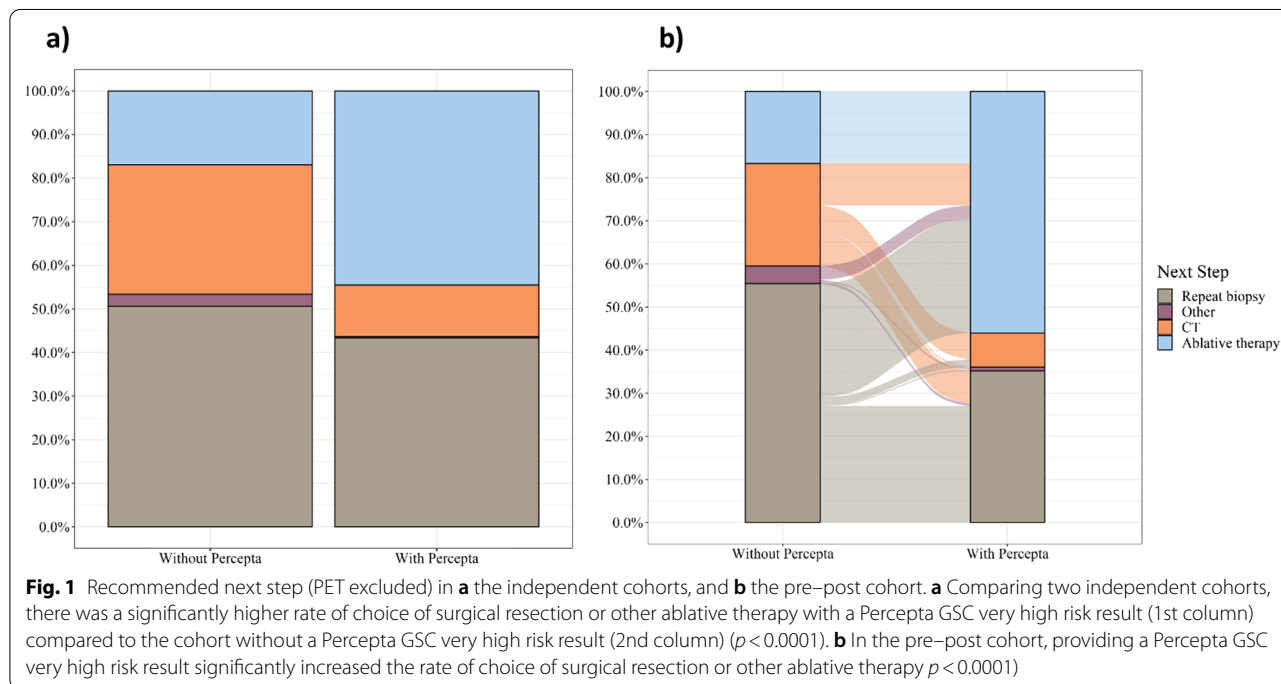 a)
100.0%
90.0%
80.0%
70.0%
60.0%
50.0%
40.0%
30.0%
20.0%
10.0%
0.0%
Without Percepta
With Percepta
b)
100.0%
90.0%
80.0%
70.0%
60.0%
50.0%
40.0%
30.0%
20.0%
10.0%
0.0%
Without Percepta
With Percepta
Next Step
Repeat biopsy
Other
CT
Ablative therapy
Fig. 1 Recommended next step (PET excluded) in a the independent cohorts, and b the pre–post cohort. a Comparing two independent cohorts,
there was a significantly higher rate of choice of surgical resection or other ablative therapy with a Percepta GSC very high risk result (1st column)
compared to the cohort without a Percepta GSC very high risk result (2nd column) (p < 0.0001). b In the pre–post cohort, providing a Percepta GSC
very high risk result significantly increased the rate of choice of surgical resection or other ablative therapy p < 0.0001)